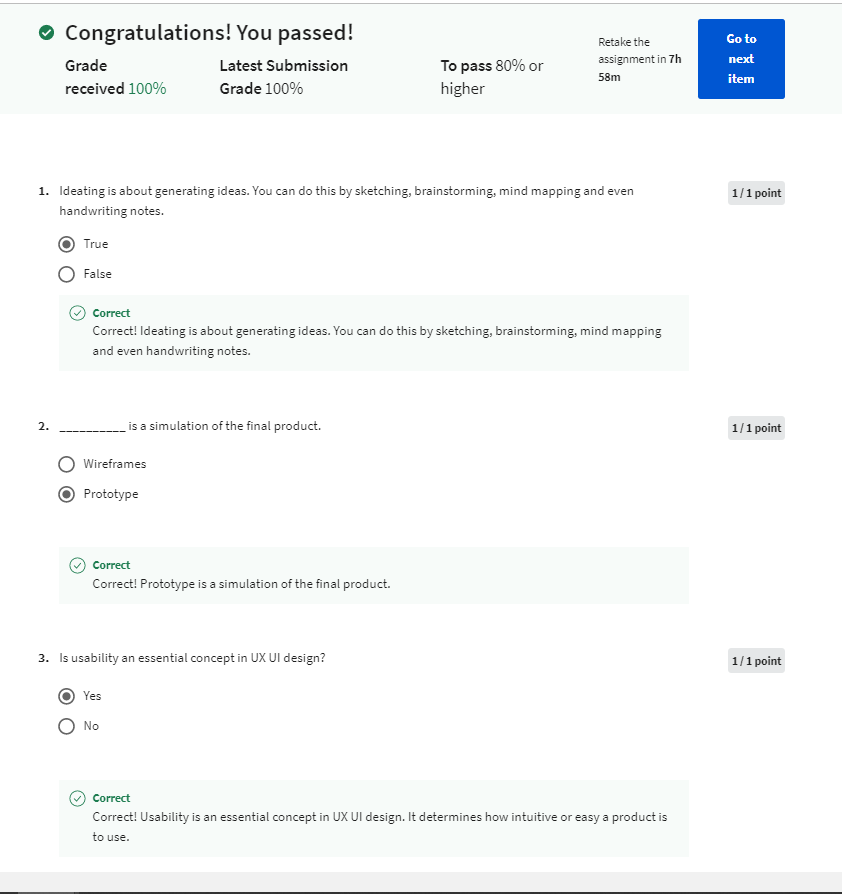 Congratulations! You passed!
Grade received 100%
Latest Submission Grade 100%
To pass 80% or higher
Retake the assignment in 7h 58m
Go to next item
1. Ideating is about generating ideas. You can do this by sketching, brainstorming, mind mapping and even
handwriting notes.
1 / 1 point
True
False
Correct
Correct! Ideating is about generating ideas. You can do this by sketching, brainstorming, mind mapping
and even handwriting notes.
2. __________ is a simulation of the final product.
1 / 1 point
Wireframes
Prototype
Correct
Correct! Prototype is a simulation of the final product.
3. Is usability an essential concept in UX UI design?
1 / 1 point
Yes
No
Correct
Correct! Usability is an essential concept in UX UI design. It determines how intuitive or easy a product is
to use.